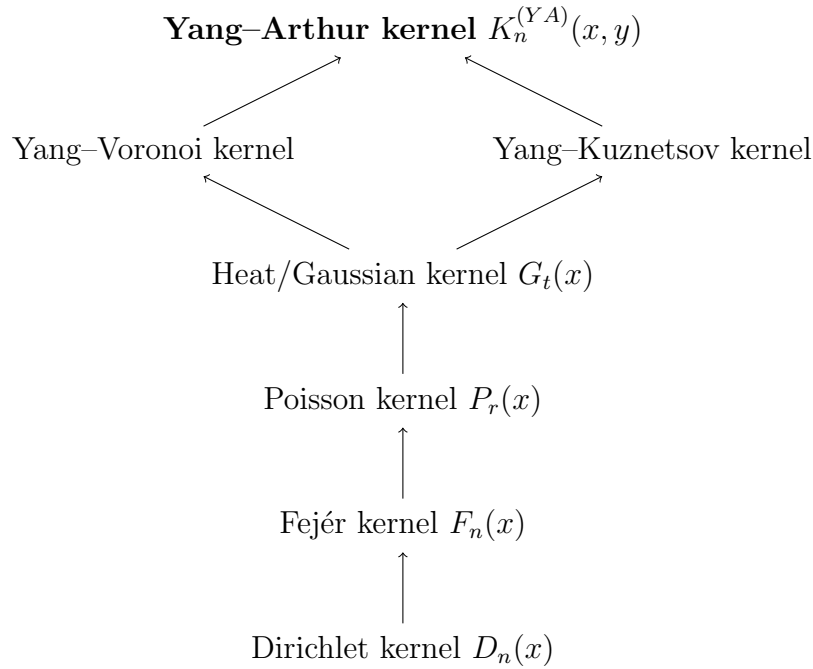 Yang–Arthur kernel $K_n^{(YA)}(x, y)$
Yang–Voronoi kernel
Yang–Kuznetsov kernel
Heat/Gaussian kernel $G_t(x)$
Poisson kernel $P_r(x)$
Fejér kernel $F_n(x)$
Dirichlet kernel $D_n(x)$